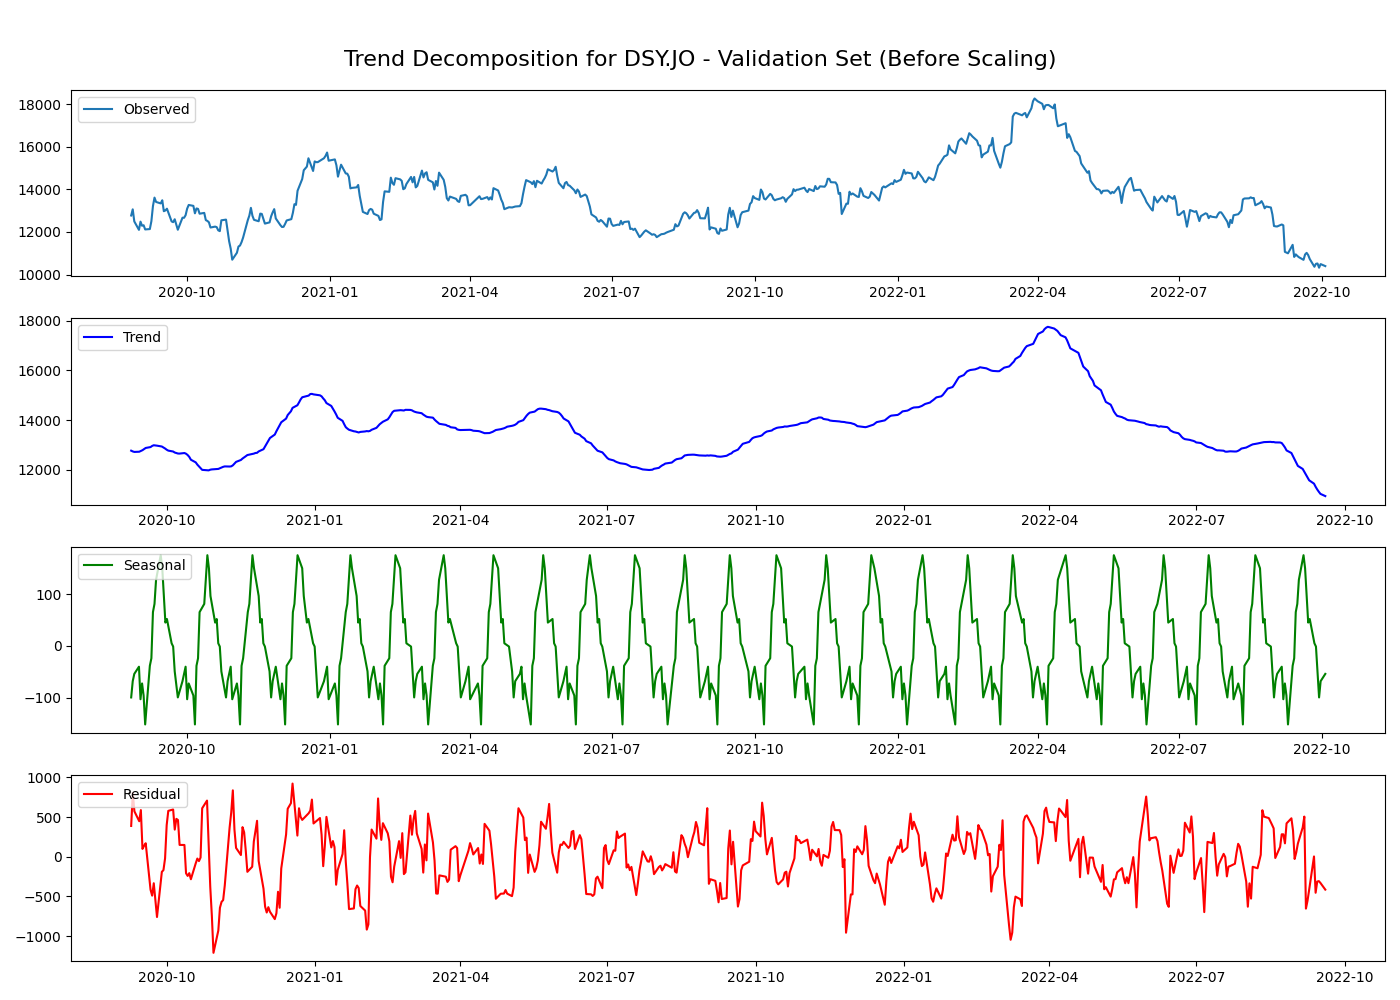 Trend Decomposition for DSY.JO - Validation Set (Before Scaling)
Observed
18000
16000
14000
12000
10000
2020-10 2021-01 2021-04 2021-07 2021-10 2022-01 2022-04 2022-07 2022-10
Trend
18000
16000
14000
12000
2020-10 2021-01 2021-04 2021-07 2021-10 2022-01 2022-04 2022-07 2022-10
Seasonal
100
0
−100
2020-10 2021-01 2021-04 2021-07 2021-10 2022-01 2022-04 2022-07 2022-10
Residual
1000
500
0
−500
−1000
2020-10 2021-01 2021-04 2021-07 2021-10 2022-01 2022-04 2022-07 2022-10